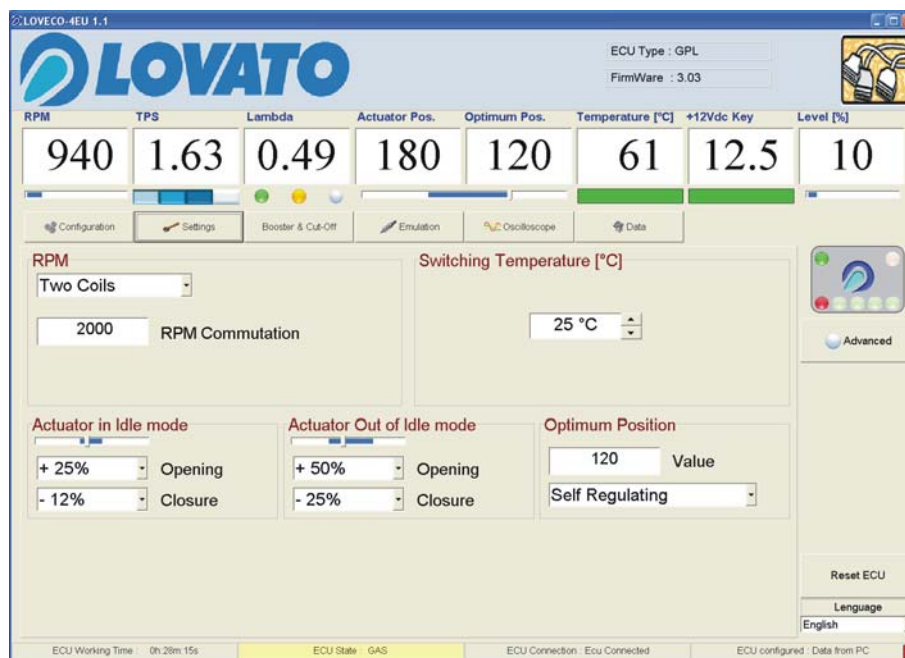 LOVECO-4EU 1.1
LOVATO
ECU Type : GPL
FirmWare : 3.03
RPM TPS Lambda Actuator Pos. Optimum Pos. Temperature [°C] +12Vdc Key Level [%]
940 1.63 0.49 180 120 61 12.5 10
Configuration Settings Booster & Cut-Off Emulation Oscilloscope Data
RPM
Switching Temperature [°C]
Two Coils
2000 RPM Commutation
25 °C
Advanced
Actuator in Idle mode
Actuator Out of Idle mode
Optimum Position
+ 25% Opening
+ 50% Opening
120 Value
- 12% Closure
- 25% Closure
Self Regulating
Reset ECU
Lenguage
English
ECU Working Time : 0h:28m:15s ECU State : GAS ECU Connection : Ecu Connected ECU configured : Data from PC